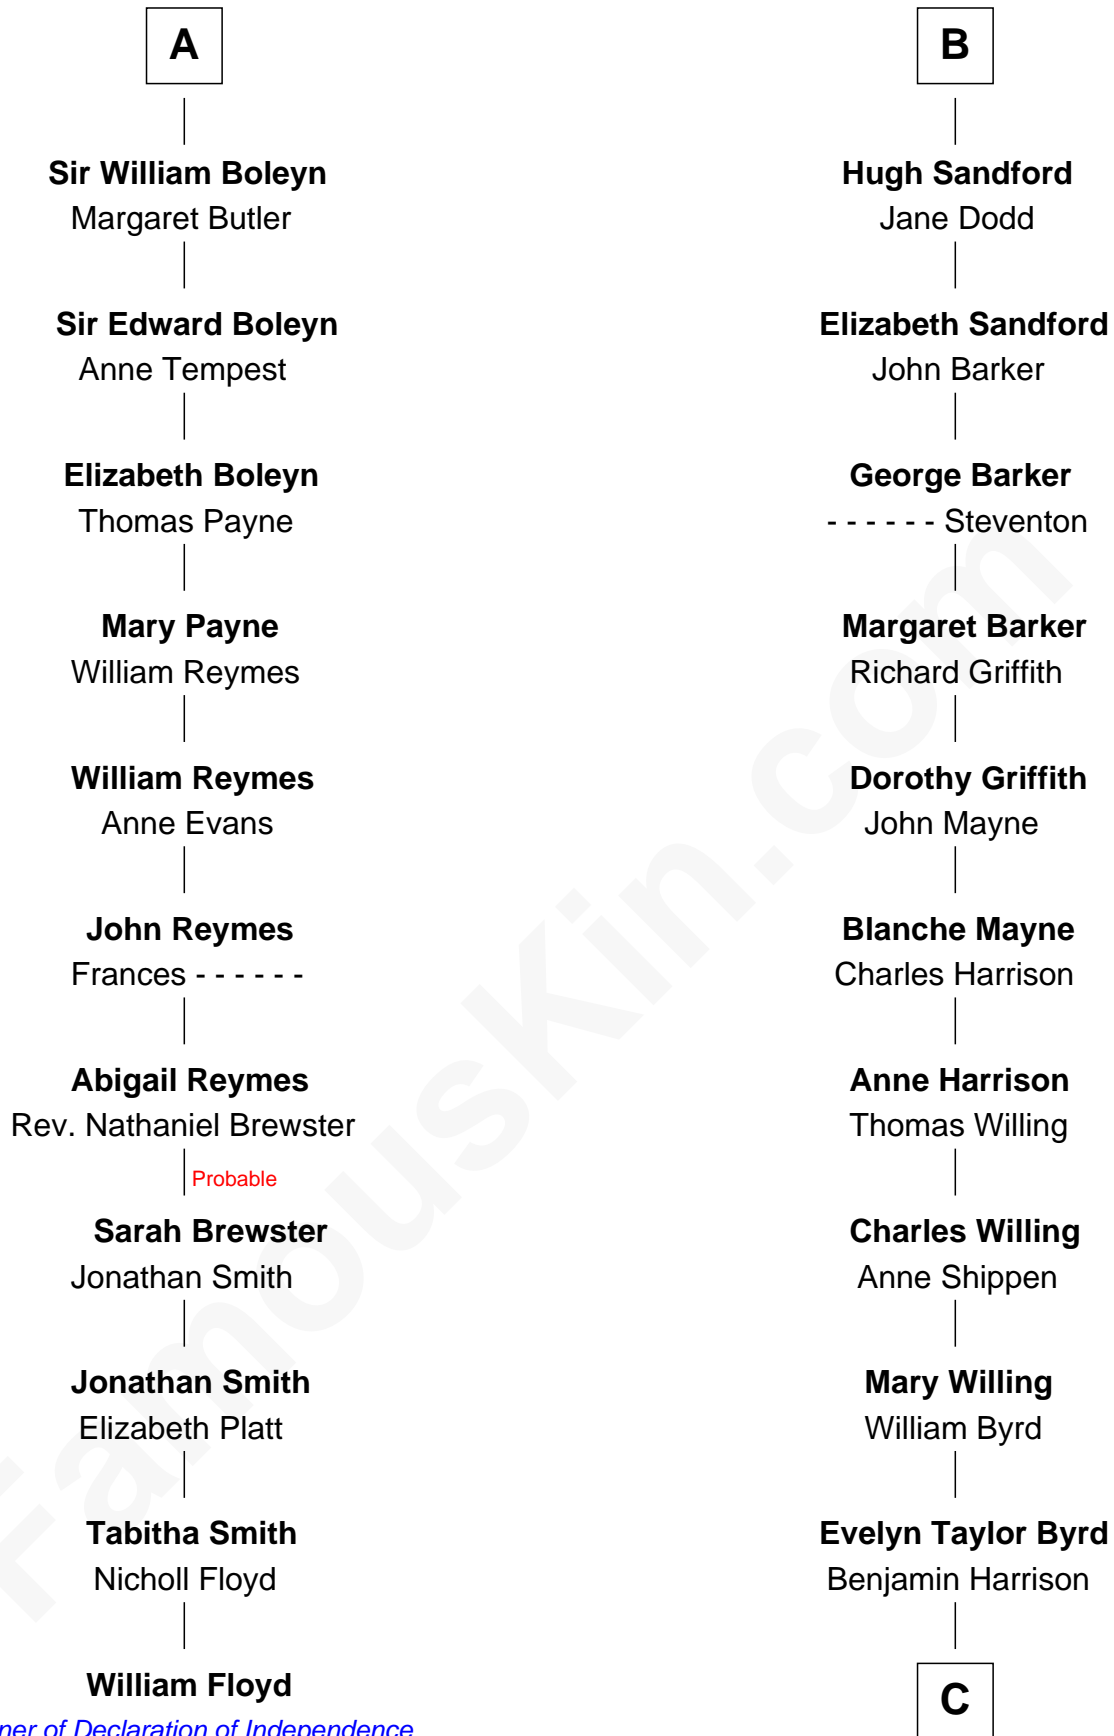 A
Sir William Boleyn
Margaret Butler
Sir Edward Boleyn
Anne Tempest
Elizabeth Boleyn
Thomas Payne
Mary Payne
William Reymes
William Reymes
Anne Evans
John Reymes
Frances - - - - - -
Abigail Reymes
Rev. Nathaniel Brewster
Probable
Sarah Brewster
Jonathan Smith
Jonathan Smith
Elizabeth Platt
Tabitha Smith
Nicholl Floyd
William Floyd
of Declaration of Independence
B
Hugh Sandford
Jane Dodd
Elizabeth Sandford
John Barker
George Barker
- - - - - - Steventon
Margaret Barker
Richard Griffith
Dorothy Griffith
John Mayne
Blanche Mayne
Charles Harrison
Anne Harrison
Thomas Willing
Charles Willing
Anne Shippen
Mary Willing
William Byrd
Evelyn Taylor Byrd
Benjamin Harrison
C
FamousKin.com